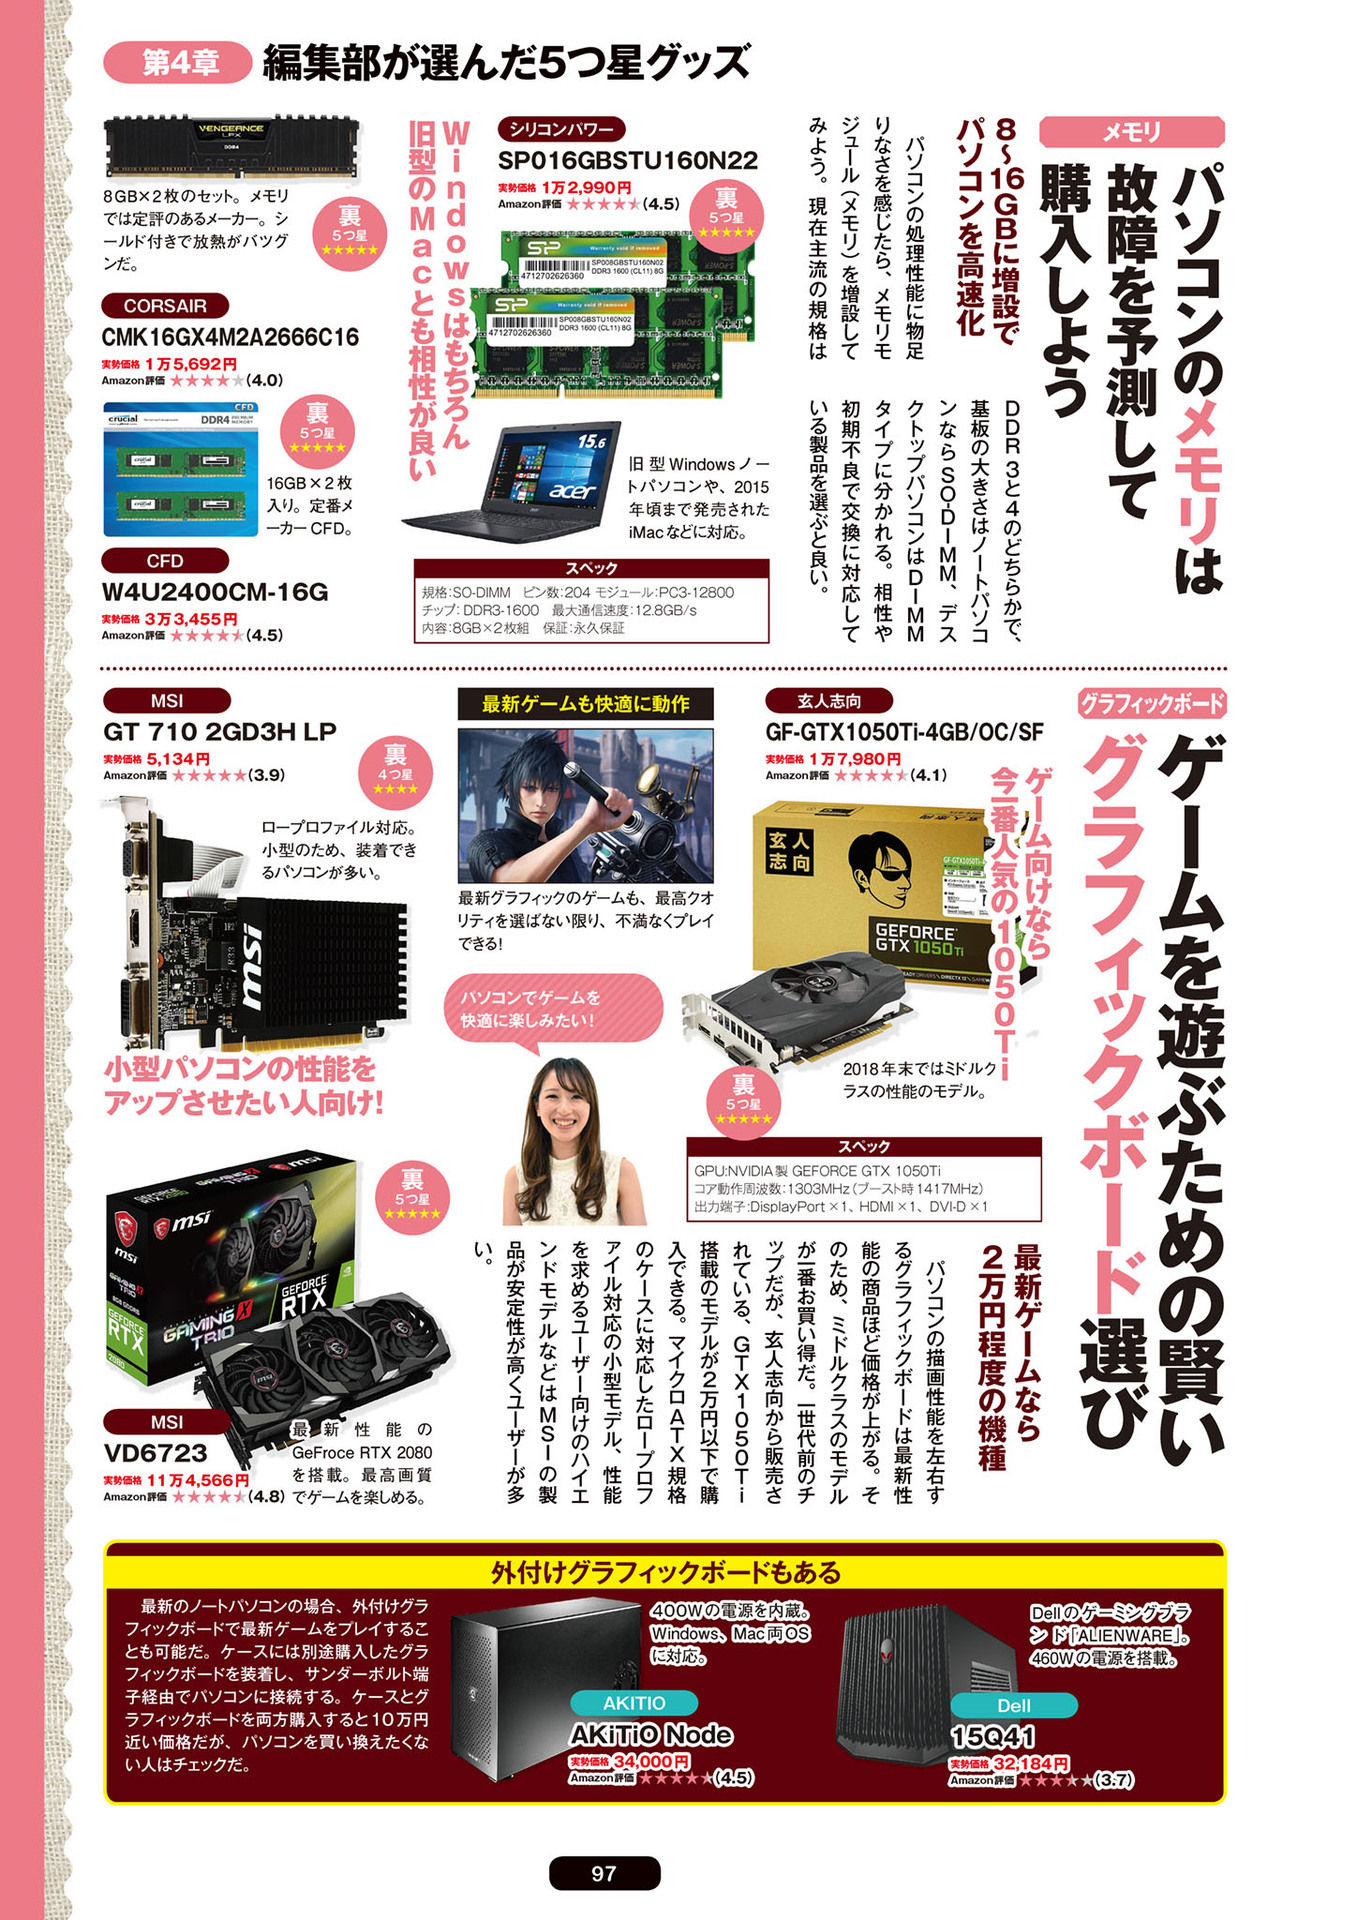 第4章 編集部が選んだ5つ星グッズ
メモリ
パソコンのメモリは
故障を予測して
購入しよう
8〜16GBに増設で
パソコンを高速化
パソコンの処理性能に物足
りなさを感じたら、メモリモ
ジュール（メモリ）を増設して
みよう。現在主流の規格は
DDR3と4のどちらかで、
基板の大きさはノートパソコ
ンならSO-DIMM、デス
クトップパソコンはDIMM
タイプに分かれる。相性や
初期不良で交換に対応して
いる製品を選ぶと良い。
シリコンパワー
SP016GBSTU160N22
実勢価格 1万2,990円
Amazon評価 ★★★★★(4.5)
裏
5つ星
★★★★★
SP
Warranty void if removed
SP008GBSTU160N02
DDR3 1600 (CL11) 8G
4712702626360
SP
Warranty void if removed
SP008GBSTU160N02
DDR3 1600 (CL11) 8G
4712702626360
Windowsはもちろん
旧型のMacとも相性が良い
15.6
acer
旧型Windowsノー
トパソコンや、2015
年頃まで発売された
iMacなどに対応。
スペック
規格：SO-DIMM ピン数：204 モジュール：PC3-12800
チップ：DDR3-1600 最大通信速度：12.8GB/s
内容：8GB×2枚組 保証：永久保証
VENGEANCE
LPX
DDR4
8GB×2枚のセット。メモリ
では定評のあるメーカー。シ
ールド付きで放熱がバツグ
ンだ。
裏
5つ星
★★★★★
CORSAIR
CMK16GX4M2A2666C16
実勢価格 1万5,692円
Amazon評価 ★★★★★(4.0)
crucial
CFD
DDR4
MEMORY
裏
5つ星
★★★★★
16GB×2枚
入り。定番メ
ーカーCFD。
CFD
W4U2400CM-16G
実勢価格 3万3,455円
Amazon評価 ★★★★★(4.5)
グラフィックボード
ゲームを遊ぶための賢い
グラフィックボード選び
玄人志向
GF-GTX1050Ti-4GB/OC/SF
実勢価格 1万7,980円
Amazon評価 ★★★★★(4.1)
ゲーム向けなら
今一番人気の1050Ti
玄人
志向
GF-GTX1050Ti-
GEFORCE
GTX 1050Ti
2018年末ではミドルク
ラスの性能のモデル。
裏
5つ星
★★★★★
スペック
GPU：NVIDIA製 GEFORCE GTX 1050Ti
コア動作周波数：1303MHz（ブースト時1417MHz）
出力端子：DisplayPort×1、HDMI×1、DVI-D×1
最新ゲームも快適に動作
最新グラフィックのゲームも、最高クオ
リティを選ばない限り、不満なくプレイ
できる！
パソコンでゲームを
快適に楽しみたい！
MSI
GT 710 2GD3H LP
実勢価格 5,134円
Amazon評価 ★★★★★(3.9)
裏
4つ星
★★★★
ロープロファイル対応。
小型のため、装着でき
るパソコンが多い。
msi
小型パソコンの性能を
アップさせたい人向け！
裏
5つ星
★★★★★
msi
msi
GAMING X
TRIO
GEFORCE
RTX
GEFORCE
RTX
2080
MSI
VD6723
実勢価格 11万4,566円
Amazon評価 ★★★★★(4.8)
最新性能の
GeFroce RTX 2080
を搭載。最高画質
でゲームを楽しめる。
最新ゲームなら
2万円程度の機種
パソコンの描画性能を左右す
るグラフィックボードは最新性
能の商品ほど価格が上がる。そ
のため、ミドルクラスのモデル
が一番お買い得だ。一世代前のチ
ップだが、玄人志向から販売さ
れている、GTX1050Ti
搭載のモデルが2万円以下で購
入できる。マイクロATX規格
のケースに対応したロープロフ
アイル対応の小型モデル、性能
を求めるユーザー向けのハイエ
ンドモデルなどはMSIの製
品が安定性が高くユーザーが多
い。
外付けグラフィックボードもある
最新のノートパソコンの場合、外付けグラ
フィックボードで最新ゲームをプレイするこ
とも可能だ。ケースには別途購入したグラ
フィックボードを装着し、サンダーボルト端
子経由でパソコンに接続する。ケースとグ
ラフィックボードを両方購入すると10万円
近い価格だが、パソコンを買い換えたくな
い人はチェックだ。
400Wの電源を内蔵。
Windows、Mac両OS
に対応。
AKITIO
AKiTiO Node
実勢価格 34,000円
Amazon評価 ★★★★★(4.5)
Dellのゲーミングブラ
ンド「ALIENWARE」。
460Wの電源を搭載。
Dell
15Q41
実勢価格 32,184円
Amazon評価 ★★★★★(3.7)
97